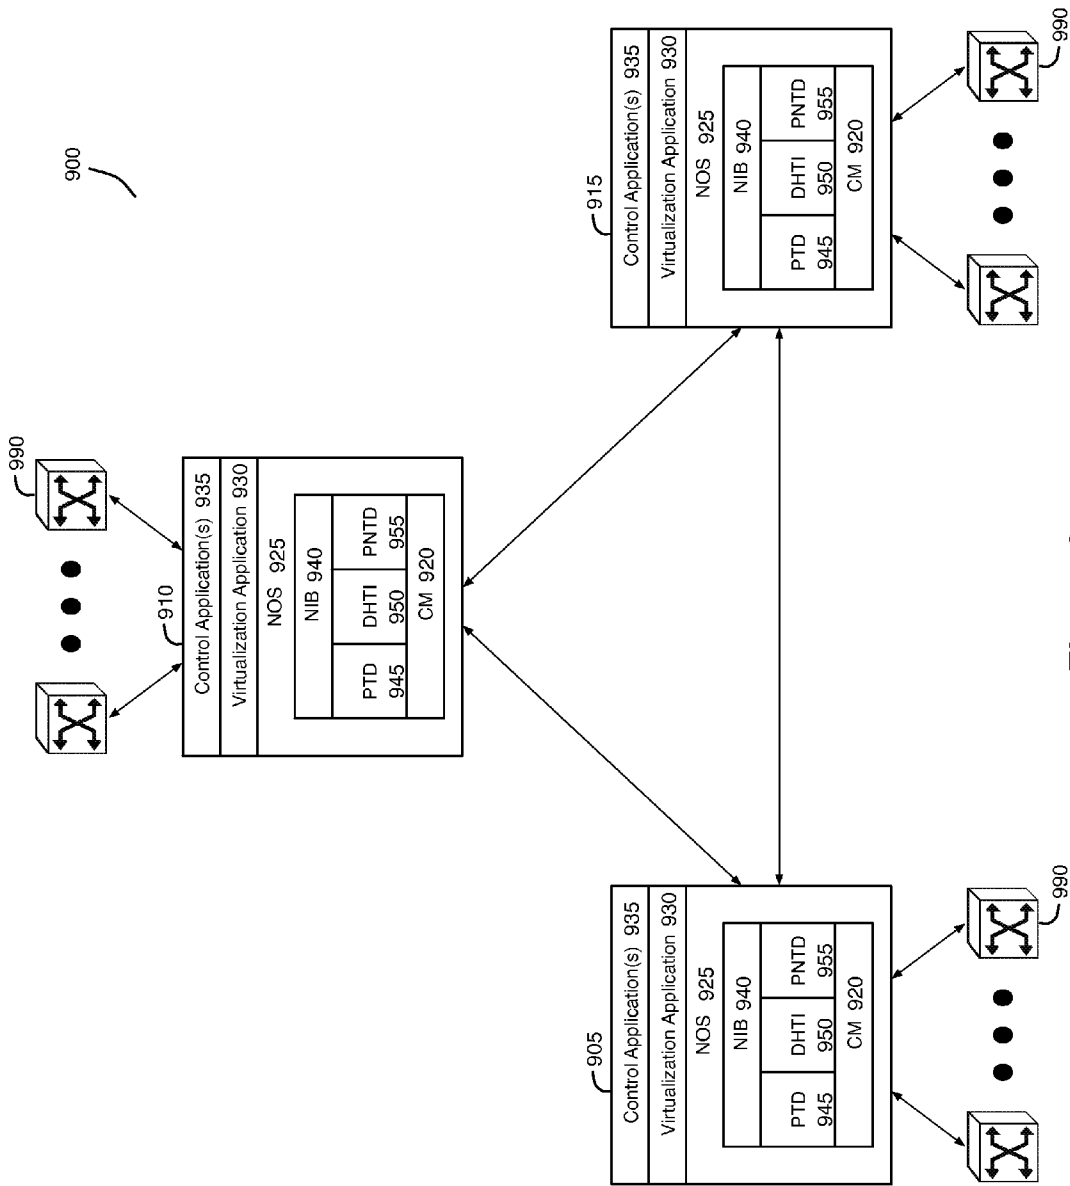 900
990
910
Control Application(s) 935
Virtualization Application 930
NOS 925
NIB 940
PTD 945
DHTI 950
PNTD 955
CM 920
905
Control Application(s) 935
Virtualization Application 930
NOS 925
NIB 940
PTD 945
DHTI 950
PNTD 955
CM 920
990
915
Control Application(s) 935
Virtualization Application 930
NOS 925
NIB 940
PTD 945
DHTI 950
PNTD 955
CM 920
990